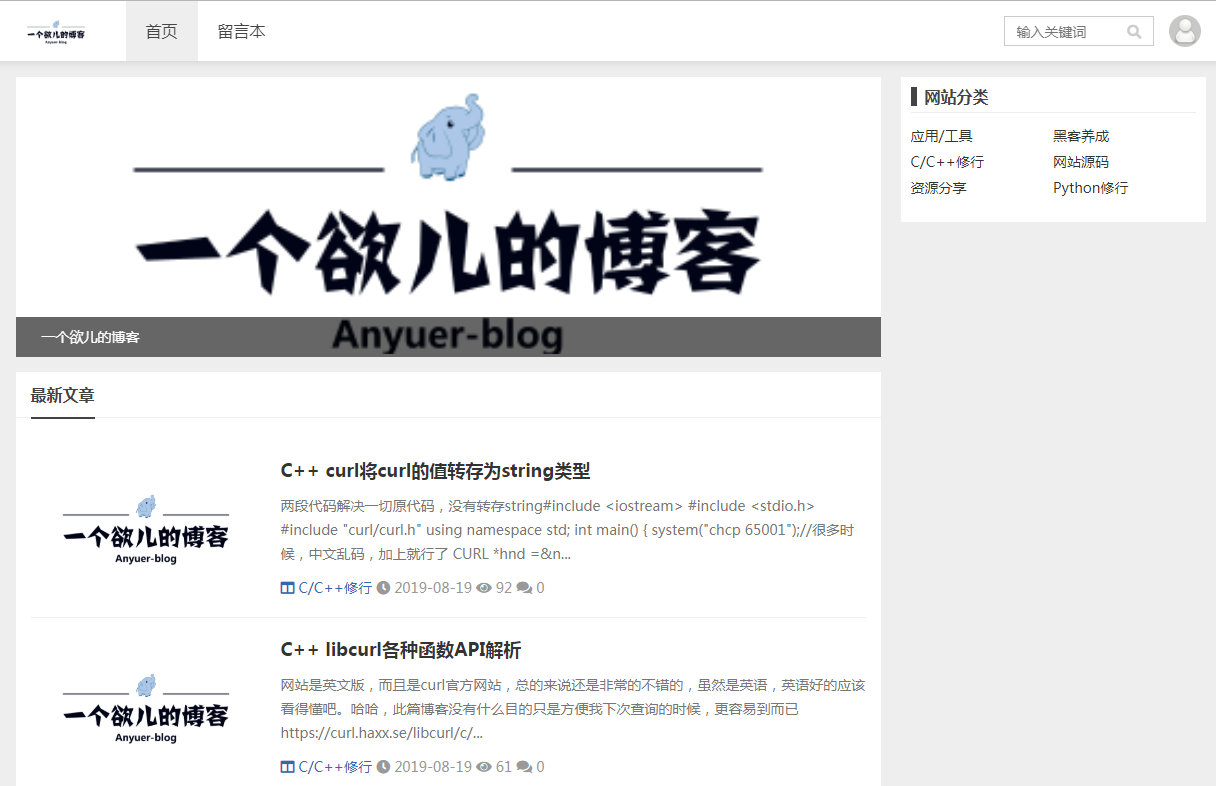 一个欲儿的博客
Anyuer-blog
首页
留言本
输入关键词
一个欲儿的博客
Anyuer-blog
一个欲儿的博客
网站分类
应用/工具
黑客养成
C/C++修行
网站源码
资源分享
Python修行
最新文章
一个欲儿的博客
Anyuer-blog
C++ curl将curl的值转存为string类型
两段代码解决一切原代码，没有转存string#include <iostream> #include <stdio.h>
#include "curl/curl.h" using namespace std; int main() { system("chcp 65001");//很多时
候，中文乱码，加上就行了 CURL *hnd =&n...
C/C++修行 2019-08-19 92 0
一个欲儿的博客
Anyuer-blog
C++ libcurl各种函数API解析
网站是英文版，而且是curl官方网站，总的来说还是非常的不错的，虽然是英语，英语好的应该
看得懂吧。哈哈，此篇博客没有什么目的只是方便我下次查询的时候，更容易到而已
https://curl.haxx.se/libcurl/c/...
C/C++修行 2019-08-19 61 0